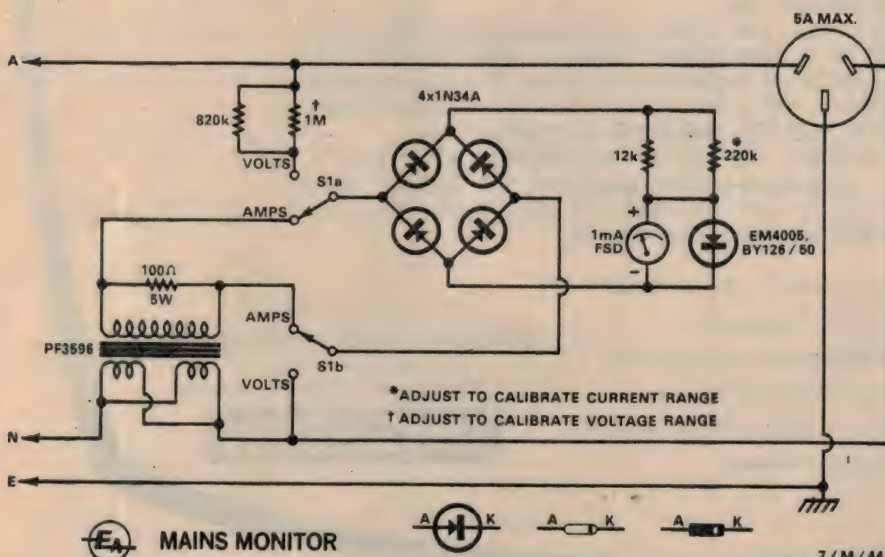 5A MAX.
A
4x1N34A
820k
†
1M
VOLTS
S1a
12k
*
220k
AMPS
+
1mA
FSD
-
EM4005,
BY126/50
100Ω
5W
AMPS
PF3596
S1b
VOLTS
*ADJUST TO CALIBRATE CURRENT RANGE
†ADJUST TO CALIBRATE VOLTAGE RANGE
N
E
EA MAINS MONITOR
A K A K A K